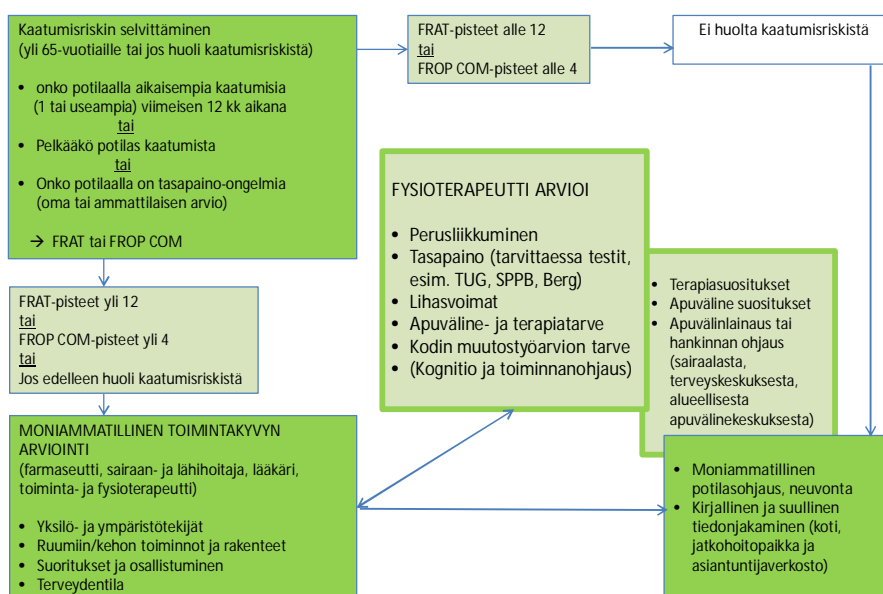 Kaatumisriskin selvittäminen
(yli 65-vuotiaille tai jos huoli kaatumisriskistä)
• onko potilaalla aikaisempia kaatumisia
(1 tai useampia) viimeisen 12 kk aikana
tai
• Pelkääkö potilas kaatumista
tai
• Onko potilaalla on tasapaino-ongelmia
(oma tai ammattilaisen arvio)
→ FRAT tai FROP COM
FRAT-pisteet alle 12
tai
FROP COM-pisteet alle 4
Ei huolta kaatumisriskistä
FRAT-pisteet yli 12
tai
FROP COM-pisteet yli 4
tai
Jos edelleen huoli kaatumisriskistä
FYSIOTERAPEUTTI ARVIOI
• Perusliikkuminen
• Tasapaino (tarvittaessa testit,
esim. TUG, SPPB, Berg)
• Lihasvoimat
• Apuväline- ja terapiatarve
• Kodin muutostyöarvion tarve
• (Kognitio ja toiminnanohjaus)
• Terapiasuositukset
• Apuväline suositukset
• Apuvälinlainaus tai
hankinnan ohjaus
(sairaalasta,
terveyskeskuksesta,
alueellisesta
apuvälinekeskuksesta)
MONIAMMATILLINEN TOIMINTAKYVYN
ARVIOINTI
(farmaseutti, sairaan- ja lähihoitaja, lääkäri,
toiminta- ja fysioterapeutti)
• Yksilö- ja ympäristötekijät
• Ruumiin/kehon toiminnot ja rakenteet
• Suoritukset ja osallistuminen
• Terveydentila
• Moniammatillinen
potilasohjaus, neuvonta
• Kirjallinen ja suullinen
tiedonjakaminen (koti,
jatkohoitopaikka ja
asiantuntijaverkosto)